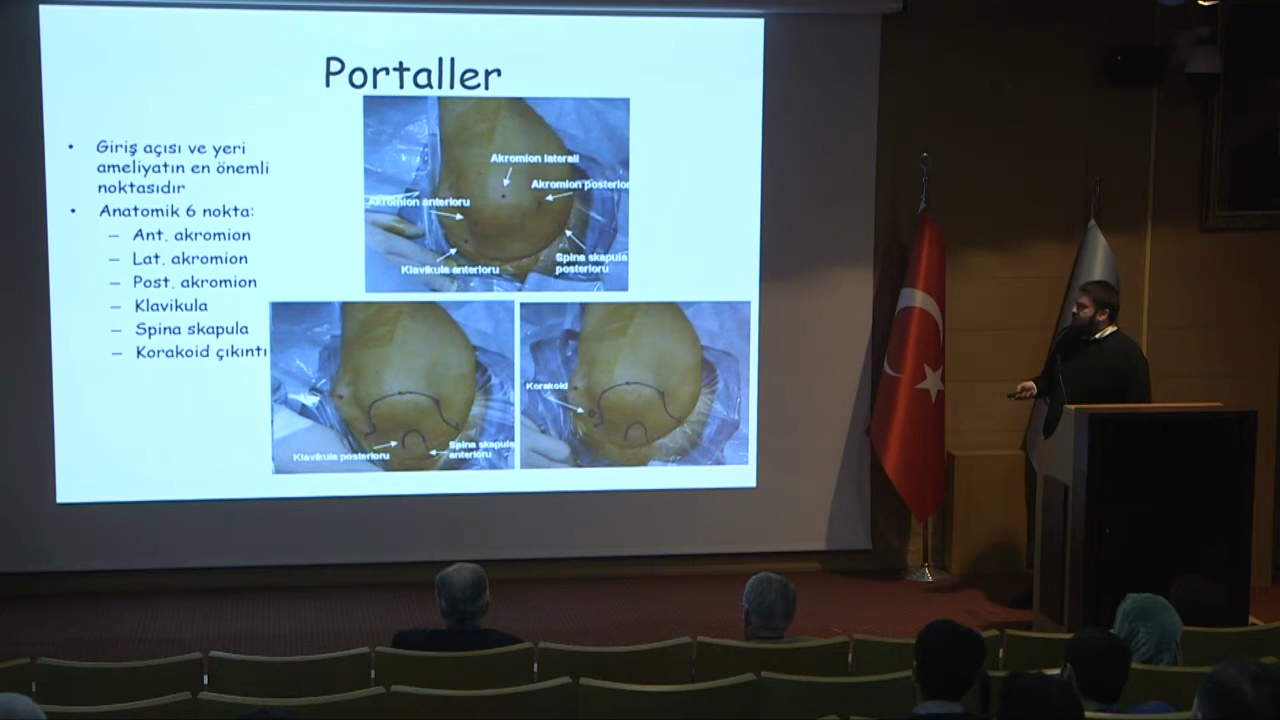 Portaller
• Giriş açısı ve yeri
ameliyatın en önemli
noktasıdır
• Anatomik 6 nokta:
– Ant. akromion
– Lat. akromion
– Post. akromion
– Klavikula
– Spina skapula
– Korakoid çıkıntı
Akromion laterali
Akromion posterior
Akromion anterioru
Spina skapula
posterioru
Klavikula anterioru
Spina skapula
anterioru
Klavikula posterioru
Korakoid